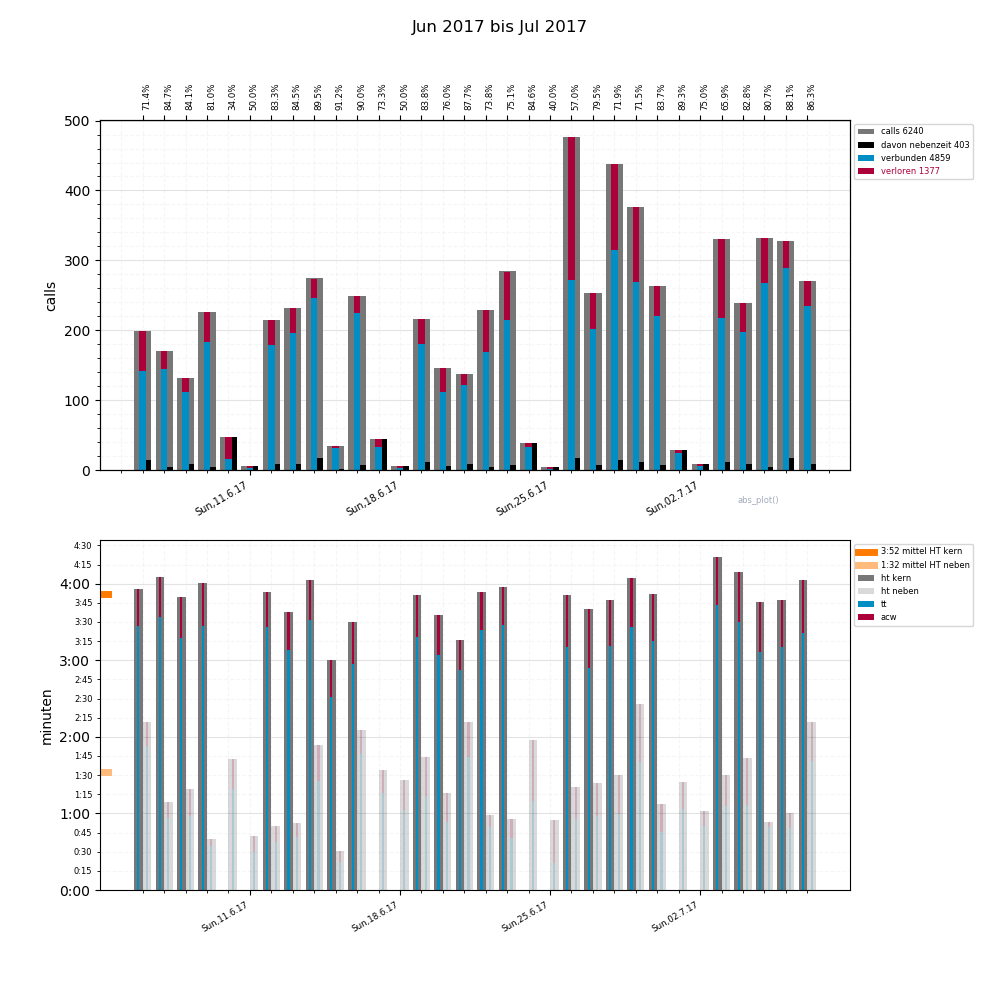 Jun 2017 bis Jul 2017
71.4% 84.7% 84.1% 81.0% 34.0% 50.0% 83.3% 84.5% 89.5% 91.2% 90.0% 73.3% 50.0% 83.8% 76.0% 87.7% 73.8% 75.1% 84.6% 40.0% 57.0% 79.5% 71.9% 71.5% 83.7% 89.3% 75.0% 65.9% 82.8% 80.7% 88.1% 86.3%
500
400
300
200
100
0
calls
calls 6240
davon nebenzeit 403
verbunden 4859
verloren 1377
Sun,11.6.17 Sun,18.6.17 Sun,25.6.17 Sun,02.7.17
abs_plot()
4:30
4:15
4:00
3:45
3:30
3:15
3:00
2:45
2:30
2:15
2:00
1:45
1:30
1:15
1:00
0:45
0:30
0:15
0:00
minuten
3:52 mittel HT kern
1:32 mittel HT neben
ht kern
ht neben
tt
acw
Sun,11.6.17 Sun,18.6.17 Sun,25.6.17 Sun,02.7.17